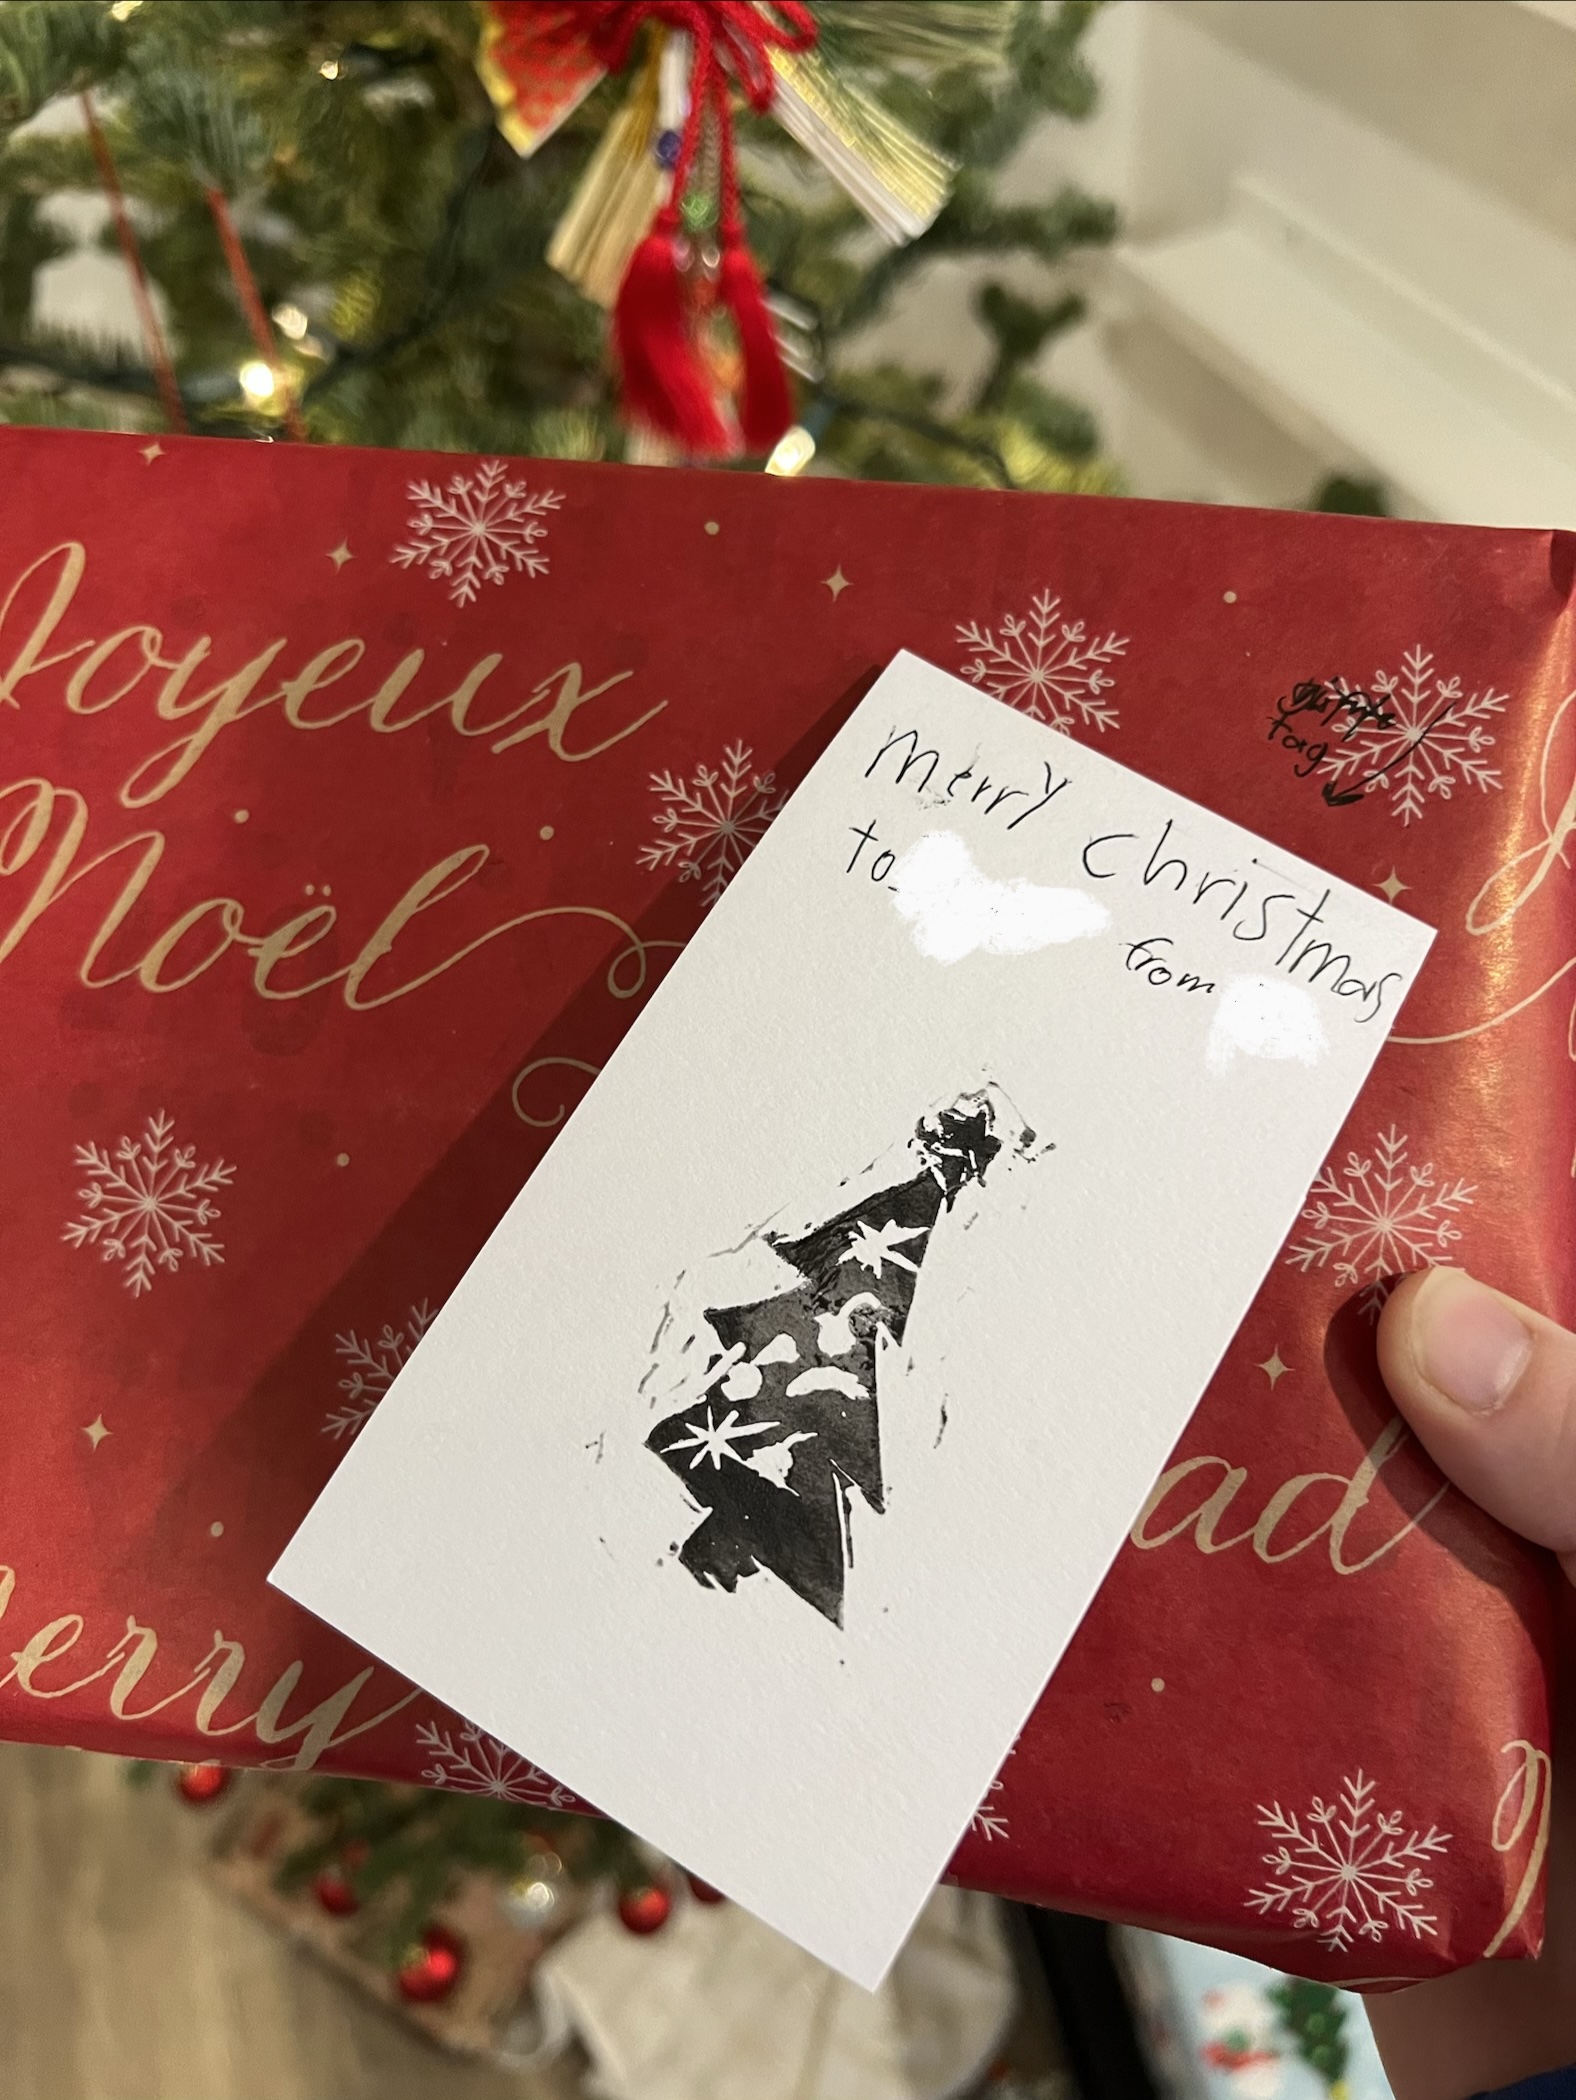 Joyeux
Noël
merry christmas
to
from
tag
ad
erry